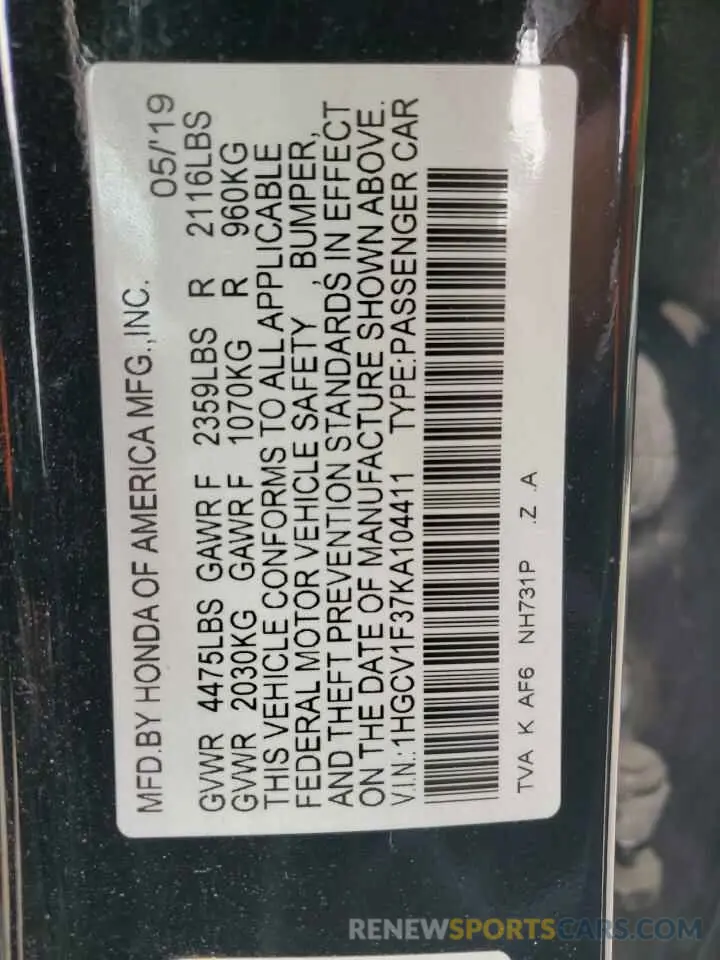 MFD.BY HONDA OF AMERICA MFG.,INC. 05/'19
GVWR 4475LBS GAWR F 2359LBS R 2116LBS
GVWR 2030KG GAWR F 1070KG R 960KG
THIS VEHICLE CONFORMS TO ALL APPLICABLE
FEDERAL MOTOR VEHICLE SAFETY , BUMPER,
AND THEFT PREVENTION STANDARDS IN EFFECT
ON THE DATE OF MANUFACTURE SHOWN ABOVE.
V.I.N.:1HGCV1F37KA104411 TYPE:PASSENGER CAR
TVA K AF6 NH731P .Z .A
RENEWSPORTSCARS.COM